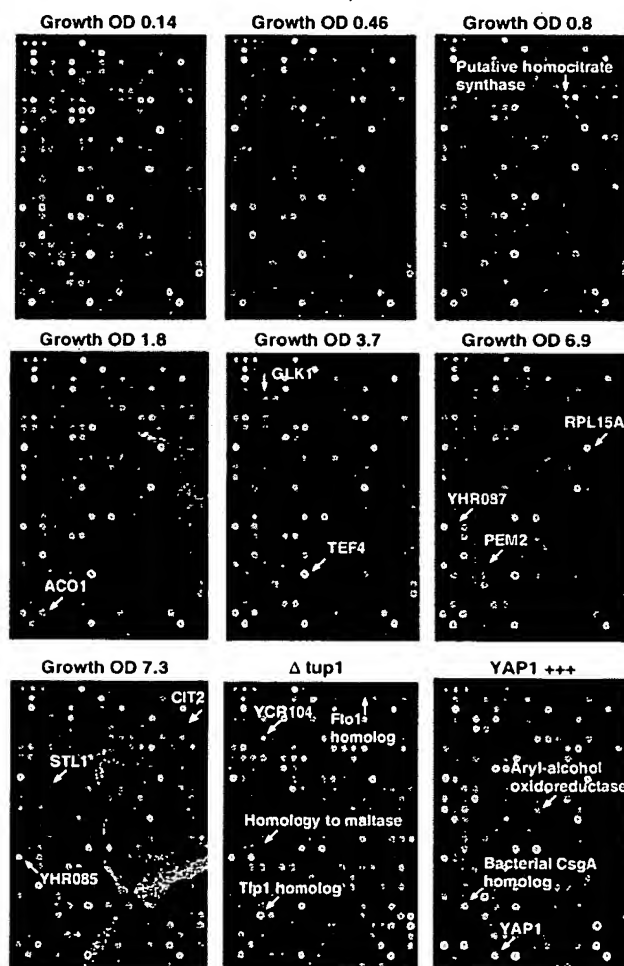 Growth OD 0.14
Growth OD 0.46
Growth OD 0.8
Putative homocitrate
synthase
Growth OD 1.8
Growth OD 3.7
Growth OD 6.9
GLK1
RPL15A
YHR087
PEM2
TEF4
ACO1
Growth OD 7.3
Δ tup1
YAP1 +++
CIT2
YCR104
Flo1
homolog
STL1
Aryl-alcohol
oxidoreductase
Homology to maltase
YHR085
Bacterial CsgA
homolog
Tip1 homolog
YAP1